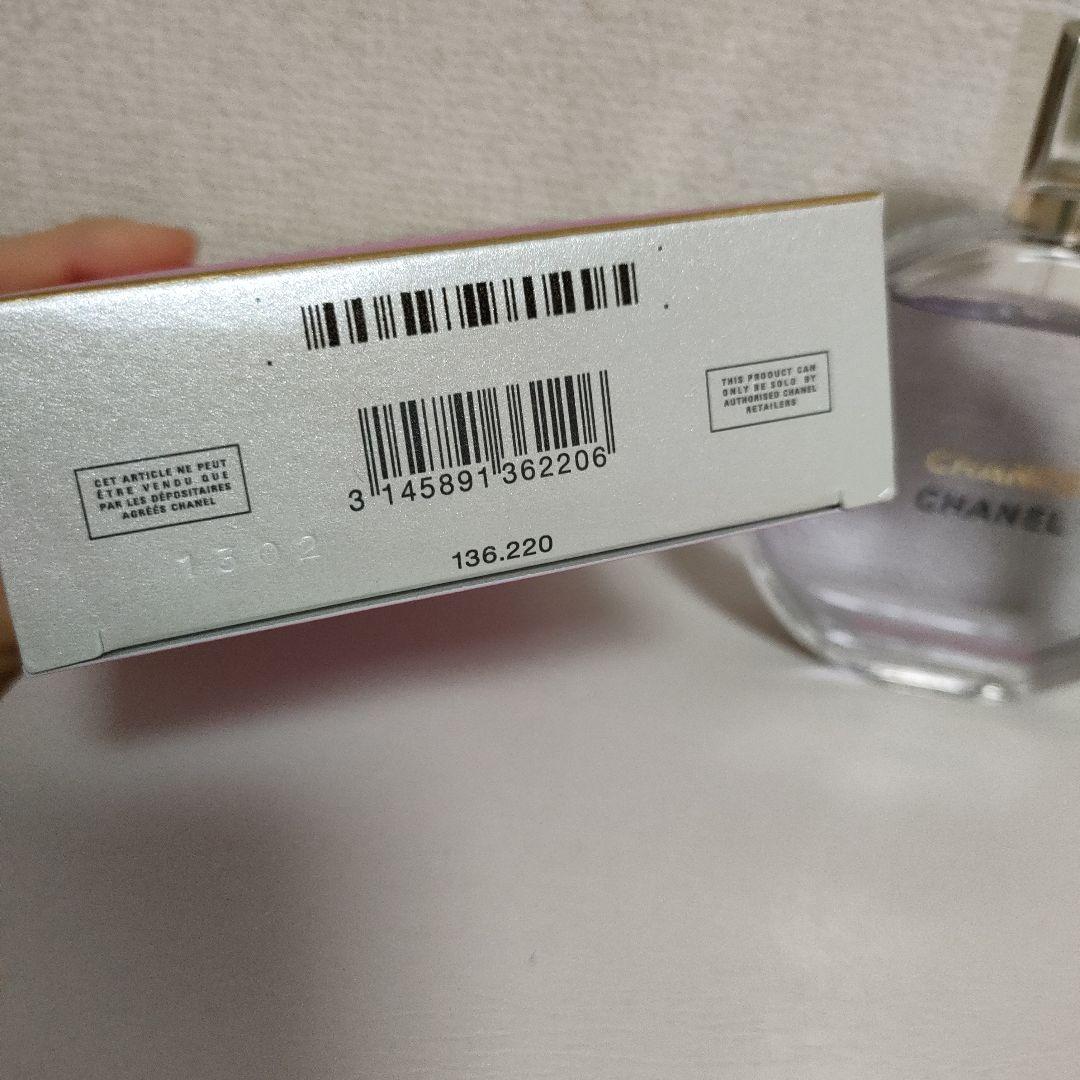 THIS PRODUCT CAN
ONLY BE SOLD BY
AUTHORISED CHANEL
RETAILERS
CET ARTICLE NE PEUT
ÊTRE VENDU QUE
PAR LES DÉPOSITAIRES
AGRÉÉS CHANEL
3 145891 362206
136.220
CHANCE
CHANEL